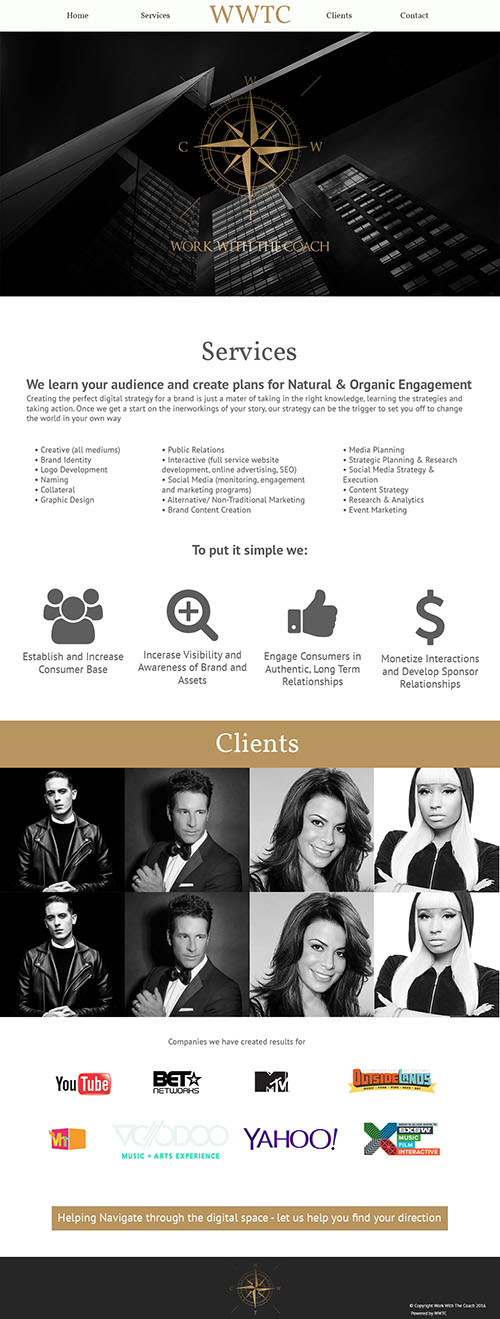 Home Services WWTC Clients Contact
W
C W
T
WORK WITH THE COACH
Services
We learn your audience and create plans for Natural & Organic Engagement
Creating the perfect digital strategy for a brand is just a mater of taking in the right knowledge, learning the strategies and
taking action. Once we get a start on the inerworkings of your story, our strategy can be the trigger to set you off to change
the world in your own way
• Creative (all mediums)
• Brand Identity
• Logo Development
• Naming
• Collateral
• Graphic Design
• Public Relations
• Interactive (full service website
development, online advertising, SEO)
• Social Media (monitoring, engagement
and marketing programs)
• Alternative/ Non-Traditional Marketing
• Brand Content Creation
• Media Planning
• Strategic Planning & Research
• Social Media Strategy &
Execution
• Content Strategy
• Research & Analytics
• Event Marketing
To put it simple we:
Establish and Increase
Consumer Base
Incerase Visibility and
Awareness of Brand and
Assets
Engage Consumers in
Authentic, Long Term
Relationships
$
Monetize Interactions
and Develop Sponsor
Relationships
Clients
Companies we have created results for
YouTube
BET
NETWORKS
MTV
OUTSIDE LANDS
VH1
VOODOO
MUSIC + ARTS EXPERIENCE
YAHOO!
SXSW
MUSIC
FILM
INTERACTIVE
Helping Navigate through the digital space - let us help you find your direction
© Copyright Work With The Coach 2016
Powered by WWTC